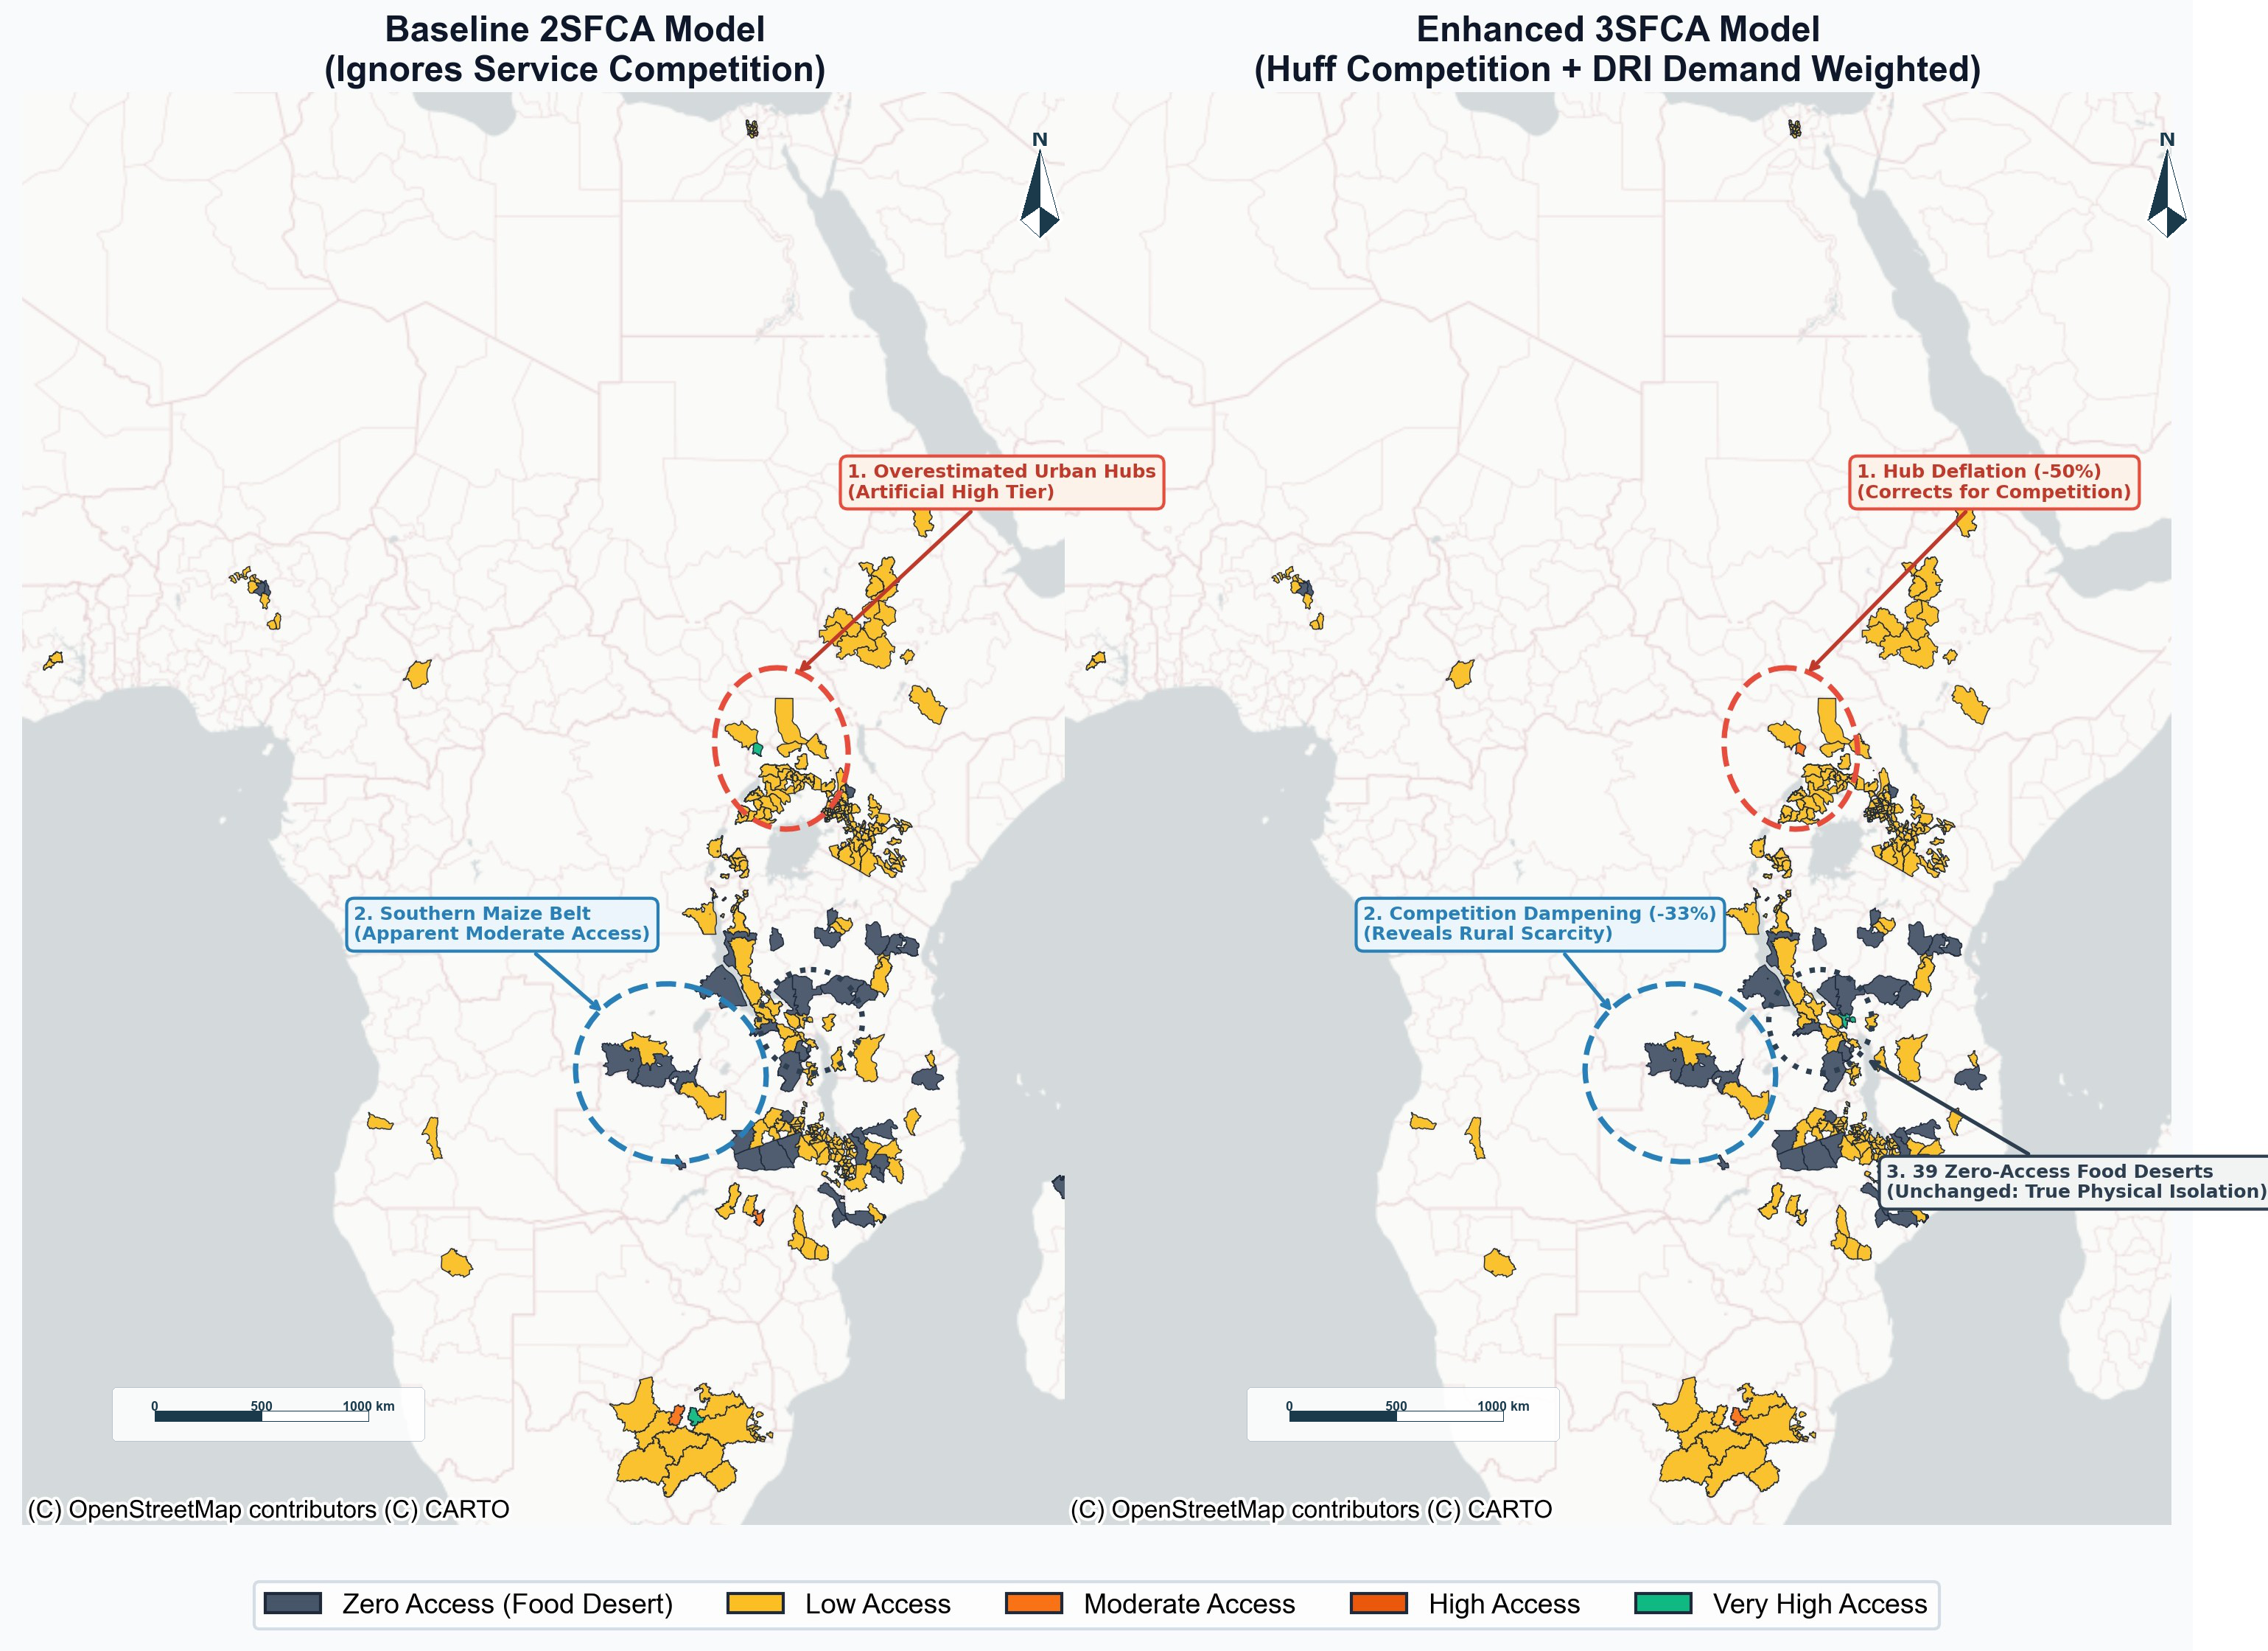 Baseline 2SFCA Model
(Ignores Service Competition)
Enhanced 3SFCA Model
(Huff Competition + DRI Demand Weighted)
N
N
1. Overestimated Urban Hubs
(Artificial High Tier)
1. Hub Deflation (-50%)
(Corrects for Competition)
2. Southern Maize Belt
(Apparent Moderate Access)
2. Competition Dampening (-33%)
(Reveals Rural Scarcity)
3. 39 Zero-Access Food Deserts
(Unchanged: True Physical Isolation)
0 500 1000 km
0 500 1000 km
(C) OpenStreetMap contributors (C) CARTO
(C) OpenStreetMap contributors (C) CARTO
Zero Access (Food Desert) Low Access Moderate Access High Access Very High Access